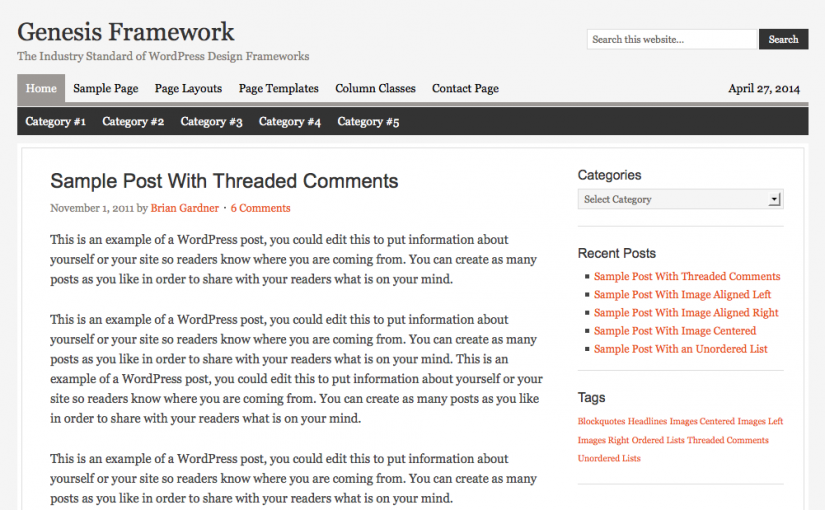 Genesis Framework
The Industry Standard of WordPress Design Frameworks
Search this website... Search
Home Sample Page Page Layouts Page Templates Column Classes Contact Page April 27, 2014
Category #1 Category #2 Category #3 Category #4 Category #5
Sample Post With Threaded Comments
November 1, 2011 by Brian Gardner · 6 Comments
This is an example of a WordPress post, you could edit this to put information about
yourself or your site so readers know where you are coming from. You can create as many
posts as you like in order to share with your readers what is on your mind.
This is an example of a WordPress post, you could edit this to put information about
yourself or your site so readers know where you are coming from. You can create as many
posts as you like in order to share with your readers what is on your mind. This is an
example of a WordPress post, you could edit this to put information about yourself or your
site so readers know where you are coming from. You can create as many posts as you like
in order to share with your readers what is on your mind.
This is an example of a WordPress post, you could edit this to put information about
yourself or your site so readers know where you are coming from. You can create as many
posts as you like in order to share with your readers what is on your mind.
Categories
Select Category
Recent Posts
Sample Post With Threaded Comments
Sample Post With Image Aligned Left
Sample Post With Image Aligned Right
Sample Post With Image Centered
Sample Post With an Unordered List
Tags
Blockquotes Headlines Images Centered Images Left
Images Right Ordered Lists Threaded Comments
Unordered Lists